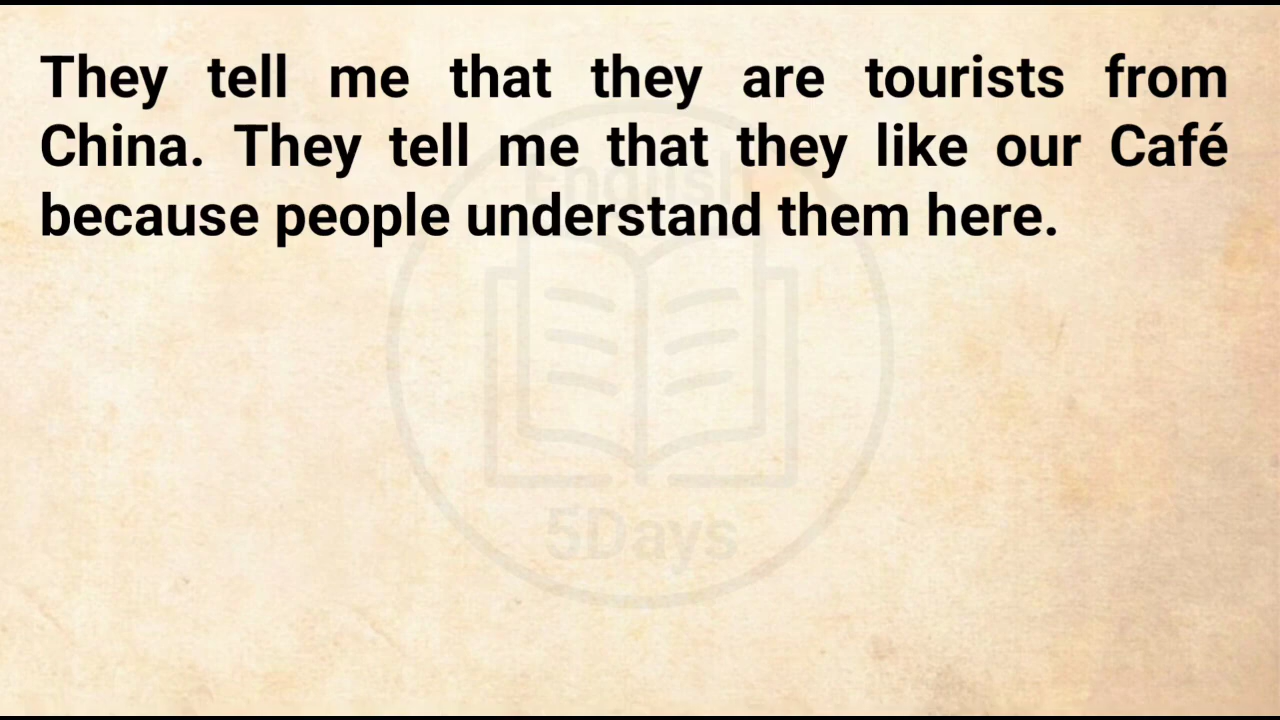 They tell me that they are tourists from
China. They tell me that they like our Café
because people understand them here.
English
5Days